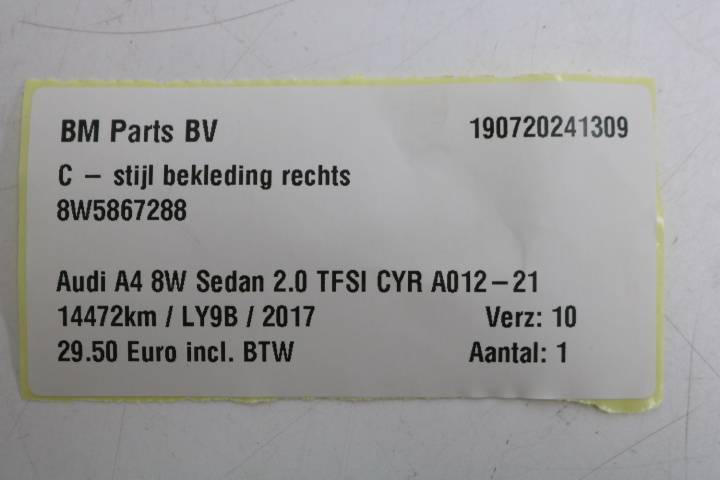 BM Parts BV 190720241309
C – stijl bekleding rechts
8W5867288
Audi A4 8W Sedan 2.0 TFSI CYR A012–21
14472km / LY9B / 2017 Verz: 10
29.50 Euro incl. BTW Aantal: 1